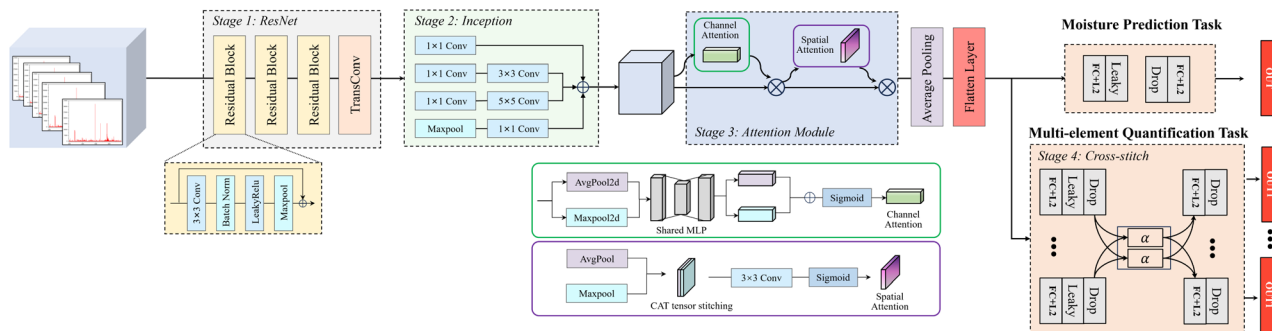 Stage 1: ResNet
Residual Block
Residual Block
Residual Block
TransConv
3×3 Conv
Batch Norm
LeakyRelu
Maxpool
Stage 2: Inception
1×1 Conv
1×1 Conv
3×3 Conv
1×1 Conv
5×5 Conv
Maxpool
1×1 Conv
Channel
Attention
Spatial
Attention
Stage 3: Attention Module
Average Pooling
Flatten Layer
AvgPool2d
Maxpool2d
Shared MLP
Sigmoid
Channel
Attention
AvgPool
Maxpool
CAT tensor stitching
3×3 Conv
Sigmoid
Spatial
Attention
Moisture Prediction Task
FC+L2
Leaky
Drop
FC+L2
Multi-element Quantification Task
Stage 4: Cross-stitch
FC+L2
Leaky
Drop
FC+L2
Drop
α
α
FC+L2
Leaky
Drop
FC+L2
Drop